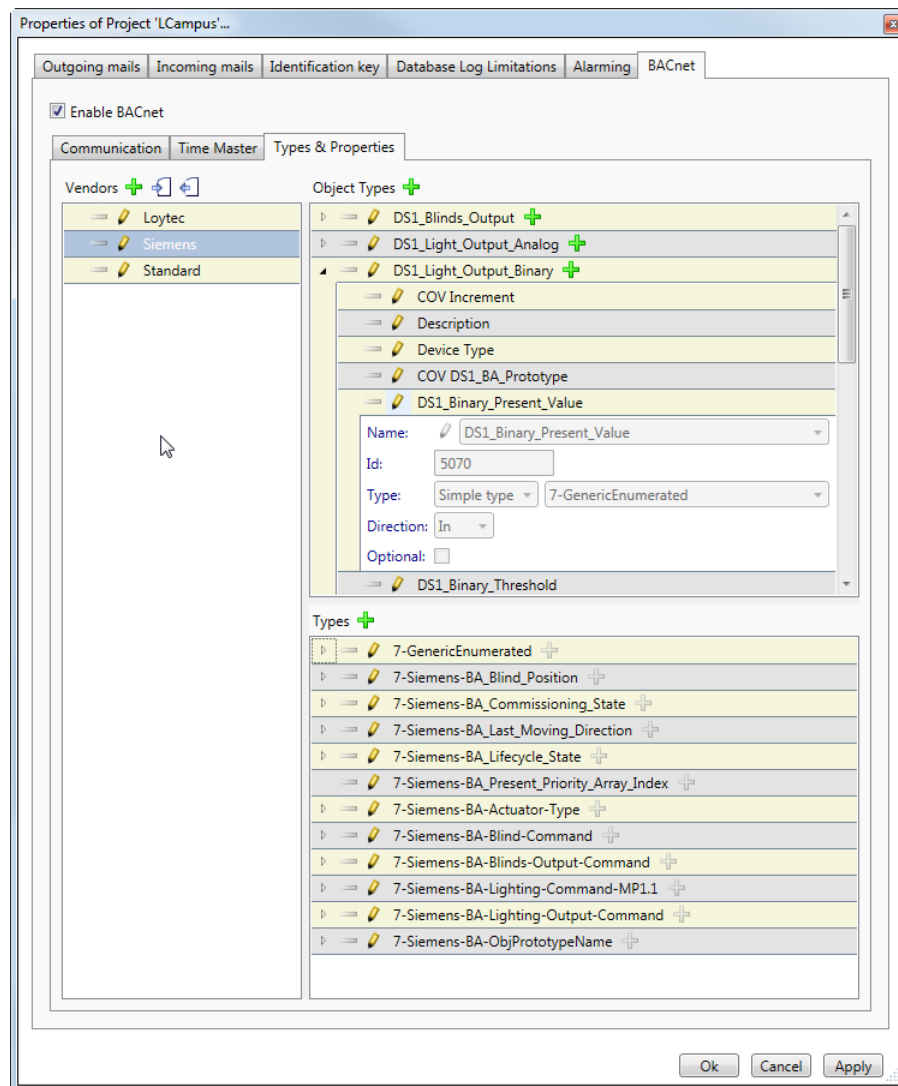 Properties of Project 'LCampus'...
Outgoing mails Incoming mails Identification key Database Log Limitations Alarming BACnet
Enable BACnet
Communication Time Master Types & Properties
Vendors
Loytec
Siemens
Standard
Object Types
DS1_Blinds_Output
DS1_Light_Output_Analog
DS1_Light_Output_Binary
COV Increment
Description
Device Type
COV DS1_BA_Prototype
DS1_Binary_Present_Value
Name: DS1_Binary_Present_Value
Id: 5070
Type: Simple type 7-GenericEnumerated
Direction: In
Optional:
DS1_Binary_Threshold
Types
7-GenericEnumerated
7-Siemens-BA_Blind_Position
7-Siemens-BA_Commissioning_State
7-Siemens-BA_Last_Moving_Direction
7-Siemens-BA_Lifecycle_State
7-Siemens-BA_Present_Priority_Array_Index
7-Siemens-BA-Actuator-Type
7-Siemens-BA-Blind-Command
7-Siemens-BA-Blinds-Output-Command
7-Siemens-BA-Lighting-Command-MP1.1
7-Siemens-BA-Lighting-Output-Command
7-Siemens-BA-ObjPrototypeName
Ok Cancel Apply